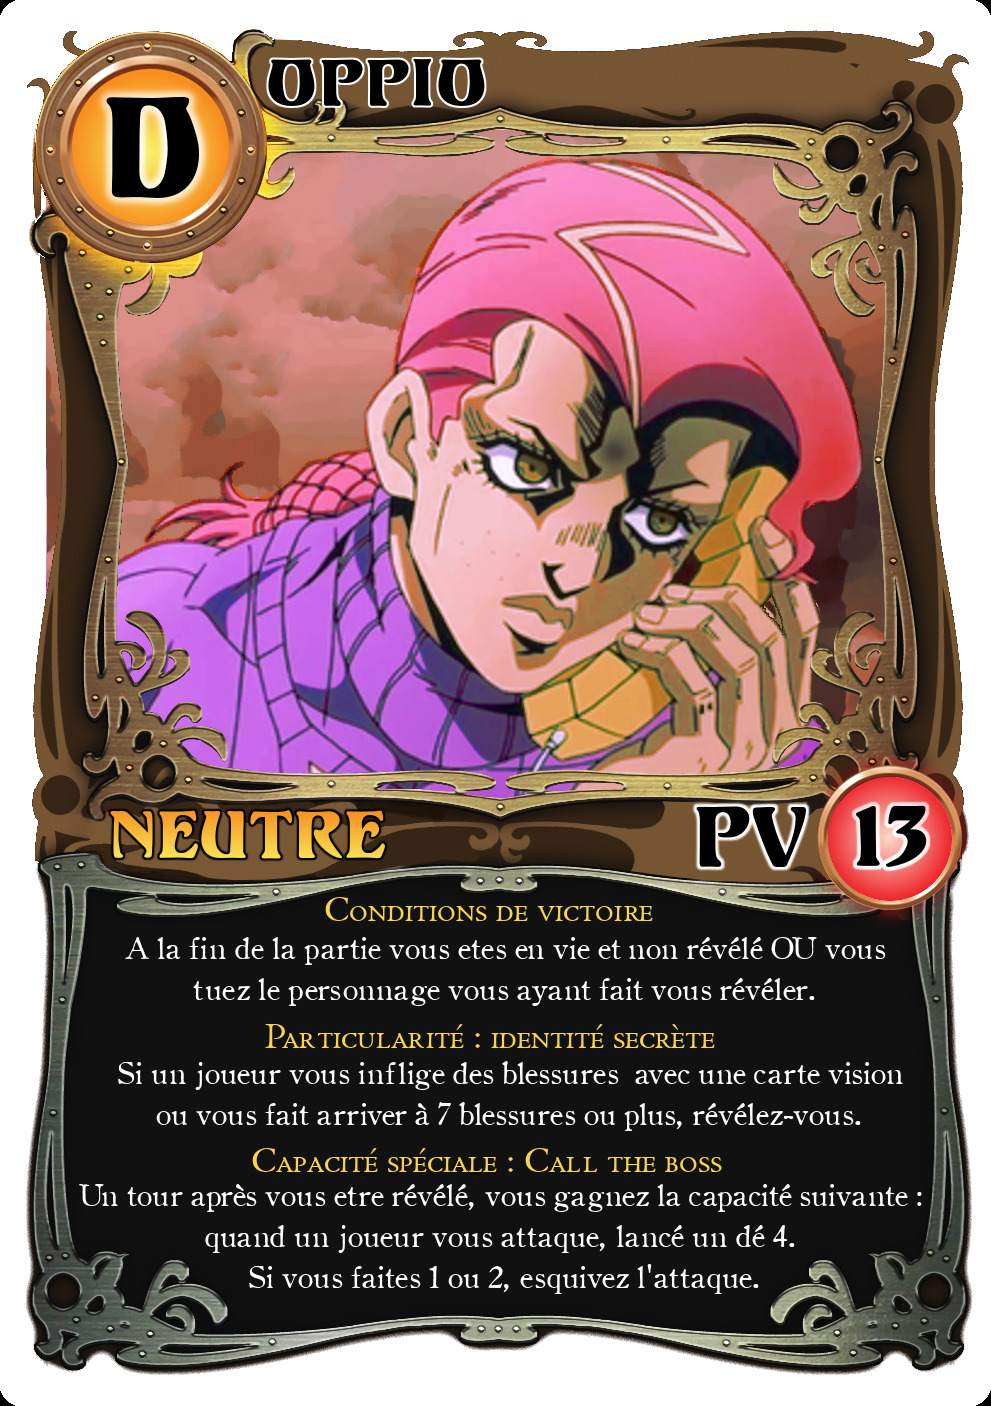 DOPPIO
NEUTRE
PV 13
CONDITIONS DE VICTOIRE
A la fin de la partie vous etes en vie et non révélé OU vous
tuez le personnage vous ayant fait vous révéler.
PARTICULARITÉ : IDENTITÉ SECRÈTE
Si un joueur vous inflige des blessures avec une carte vision
ou vous fait arriver à 7 blessures ou plus, révélez-vous.
CAPACITÉ SPÉCIALE : CALL THE BOSS
Un tour après vous etre révélé, vous gagnez la capacité suivante :
quand un joueur vous attaque, lancé un dé 4.
Si vous faites 1 ou 2, esquivez l'attaque.